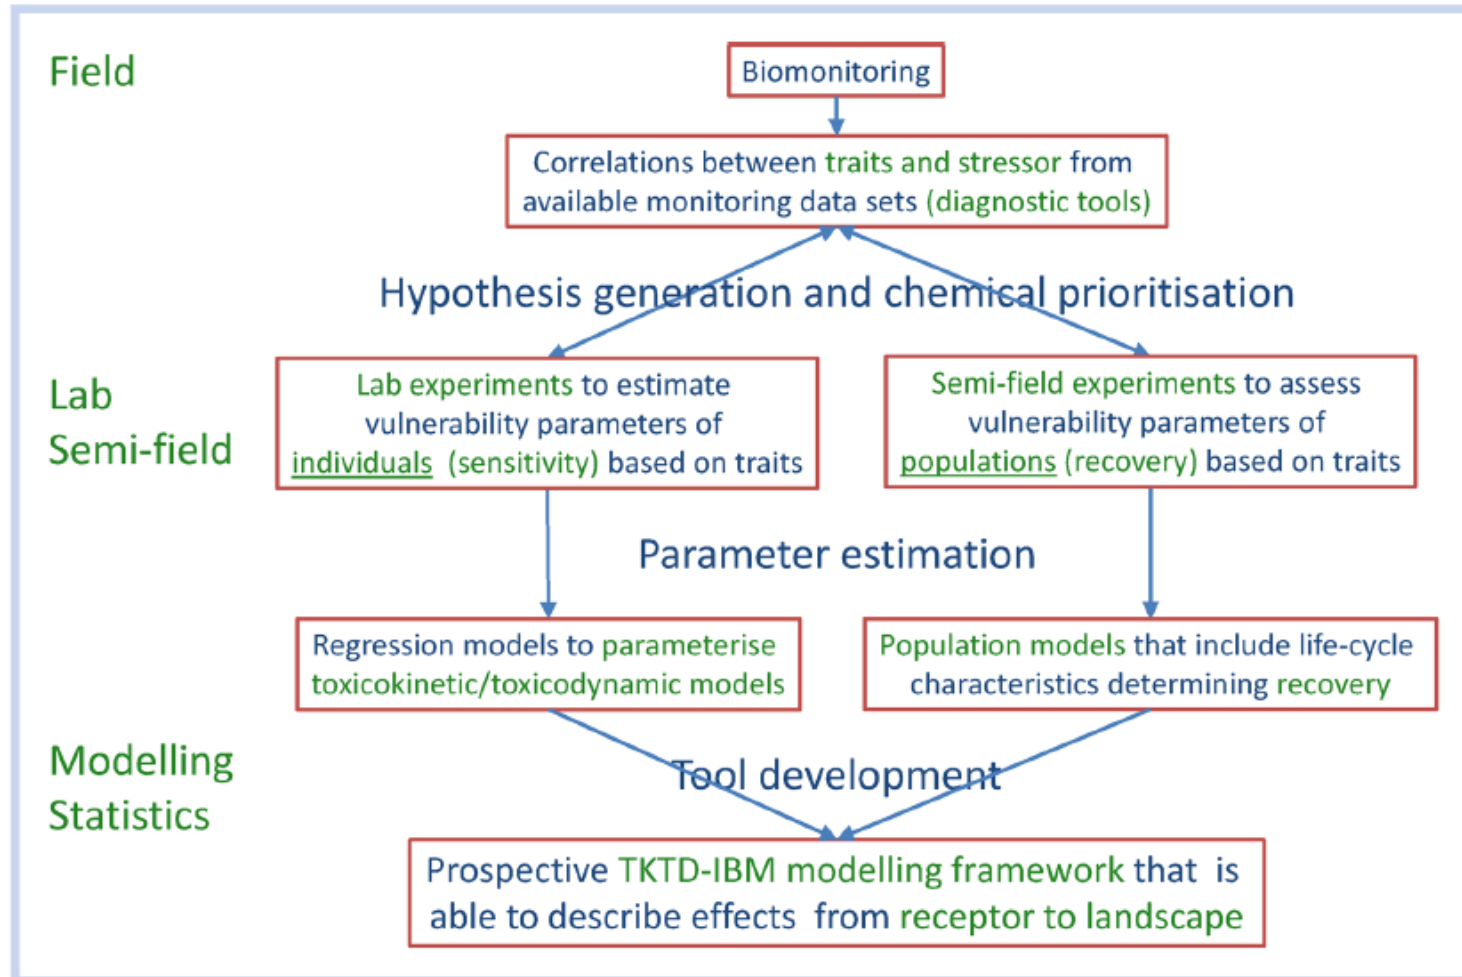 Field
Biomonitoring
Correlations between traits and stressor from
available monitoring data sets (diagnostic tools)
Hypothesis generation and chemical prioritisation
Lab
Semi-field
Lab experiments to estimate
vulnerability parameters of
individuals (sensitivity) based on traits
Semi-field experiments to assess
vulnerability parameters of
populations (recovery) based on traits
Parameter estimation
Regression models to parameterise
toxicokinetic/toxicodynamic models
Population models that include life-cycle
characteristics determining recovery
Modelling
Statistics
Tool development
Prospective TKTD-IBM modelling framework that is
able to describe effects from receptor to landscape